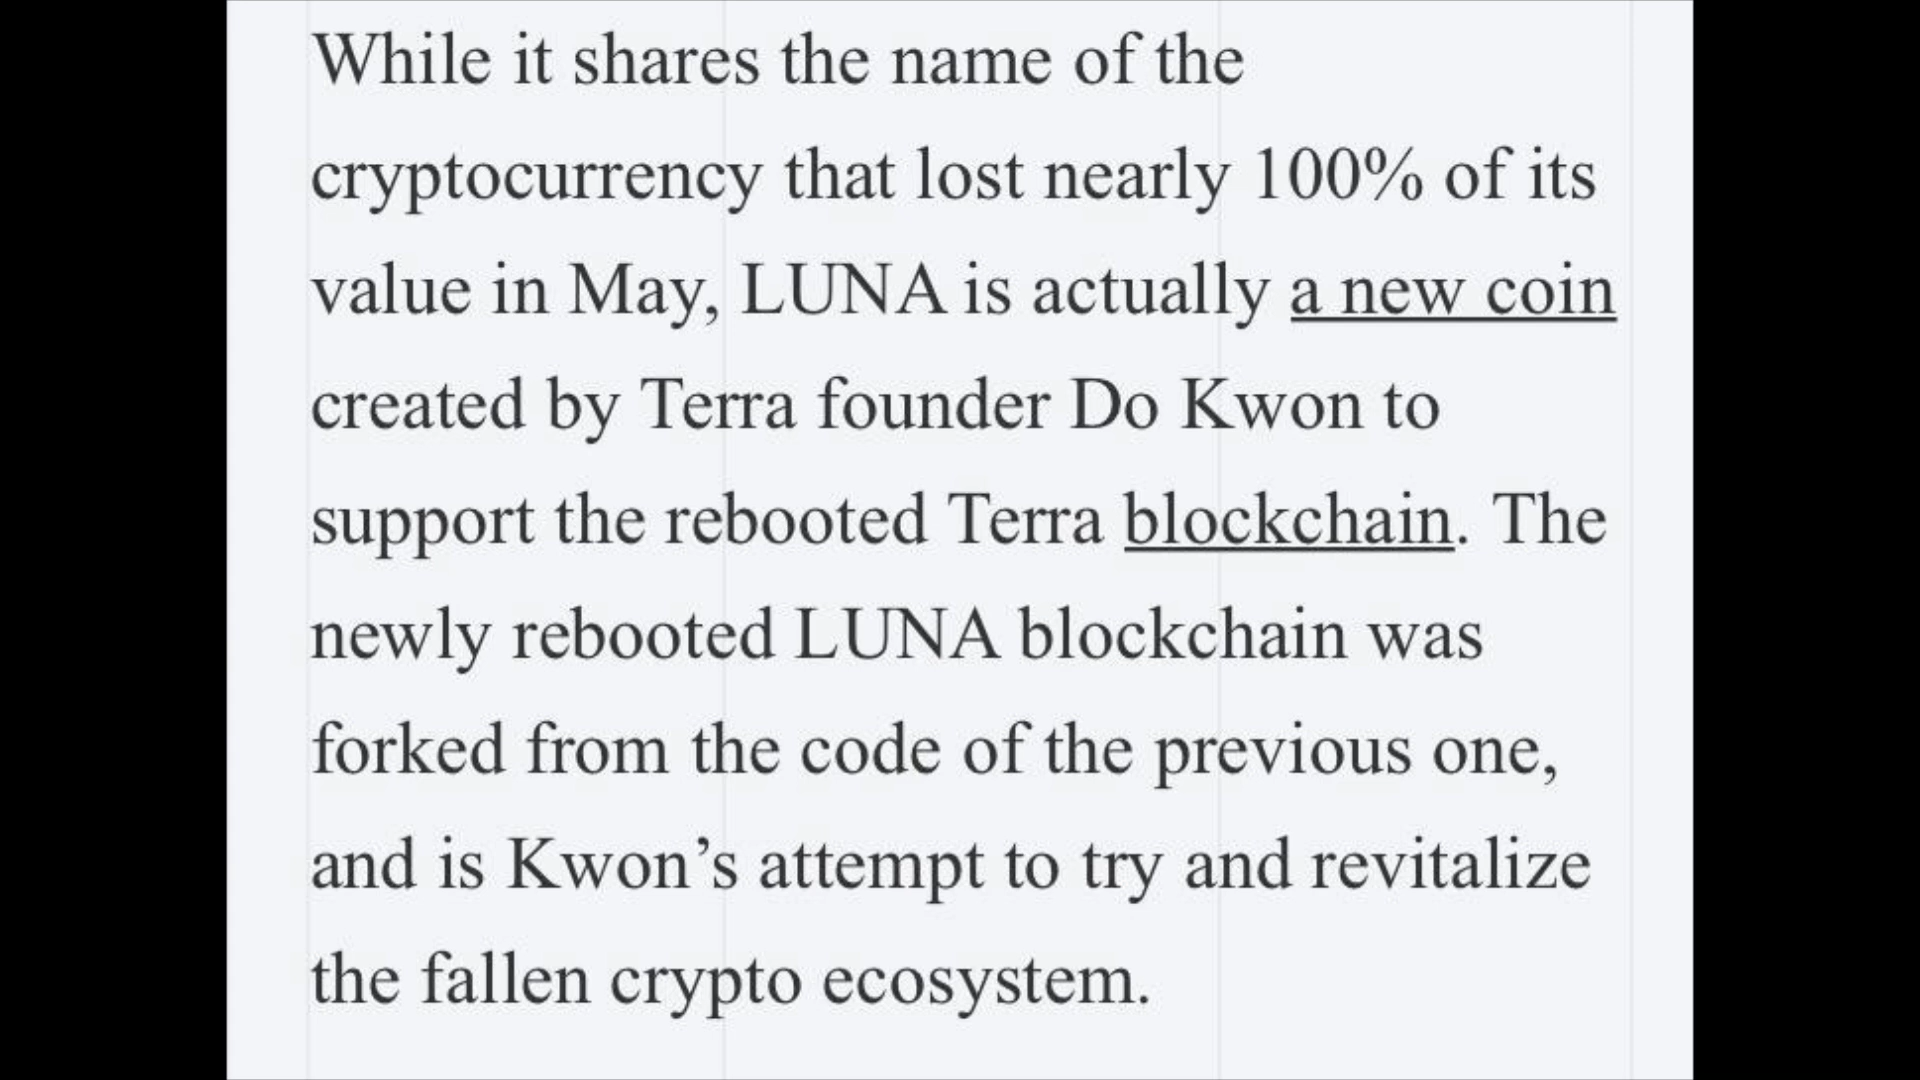 While it shares the name of the
cryptocurrency that lost nearly 100% of its
value in May, LUNA is actually a new coin
created by Terra founder Do Kwon to
support the rebooted Terra blockchain. The
newly rebooted LUNA blockchain was
forked from the code of the previous one,
and is Kwon’s attempt to try and revitalize
the fallen crypto ecosystem.